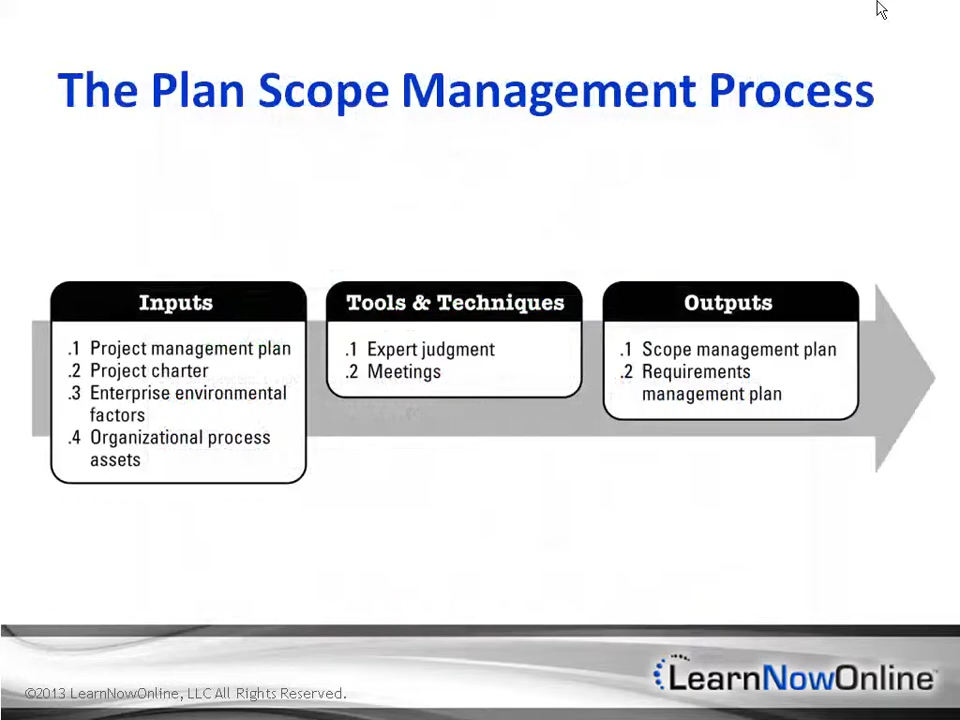 The Plan Scope Management Process
Inputs
.1 Project management plan
.2 Project charter
.3 Enterprise environmental
factors
.4 Organizational process
assets
Tools & Techniques
.1 Expert judgment
.2 Meetings
Outputs
.1 Scope management plan
.2 Requirements
management plan
©2013 LearnNowOnline, LLC All Rights Reserved.
LearnNowOnline